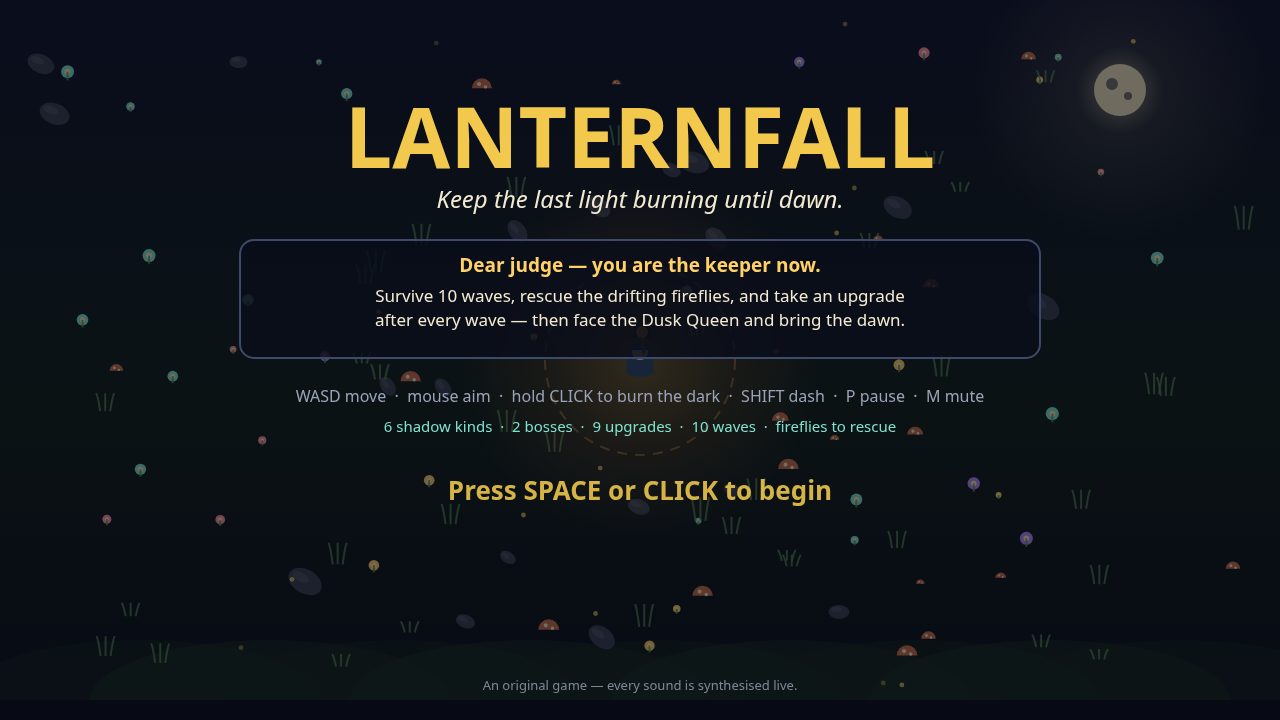 LANTERNFALL
Keep the last light burning until dawn.
Dear judge — you are the keeper now.
Survive 10 waves, rescue the drifting fireflies, and take an upgrade
after every wave — then face the Dusk Queen and bring the dawn.
WASD move · mouse aim · hold CLICK to burn the dark · SHIFT dash · P pause · M mute
6 shadow kinds · 2 bosses · 9 upgrades · 10 waves · fireflies to rescue
Press SPACE or CLICK to begin
An original game — every sound is synthesised live.